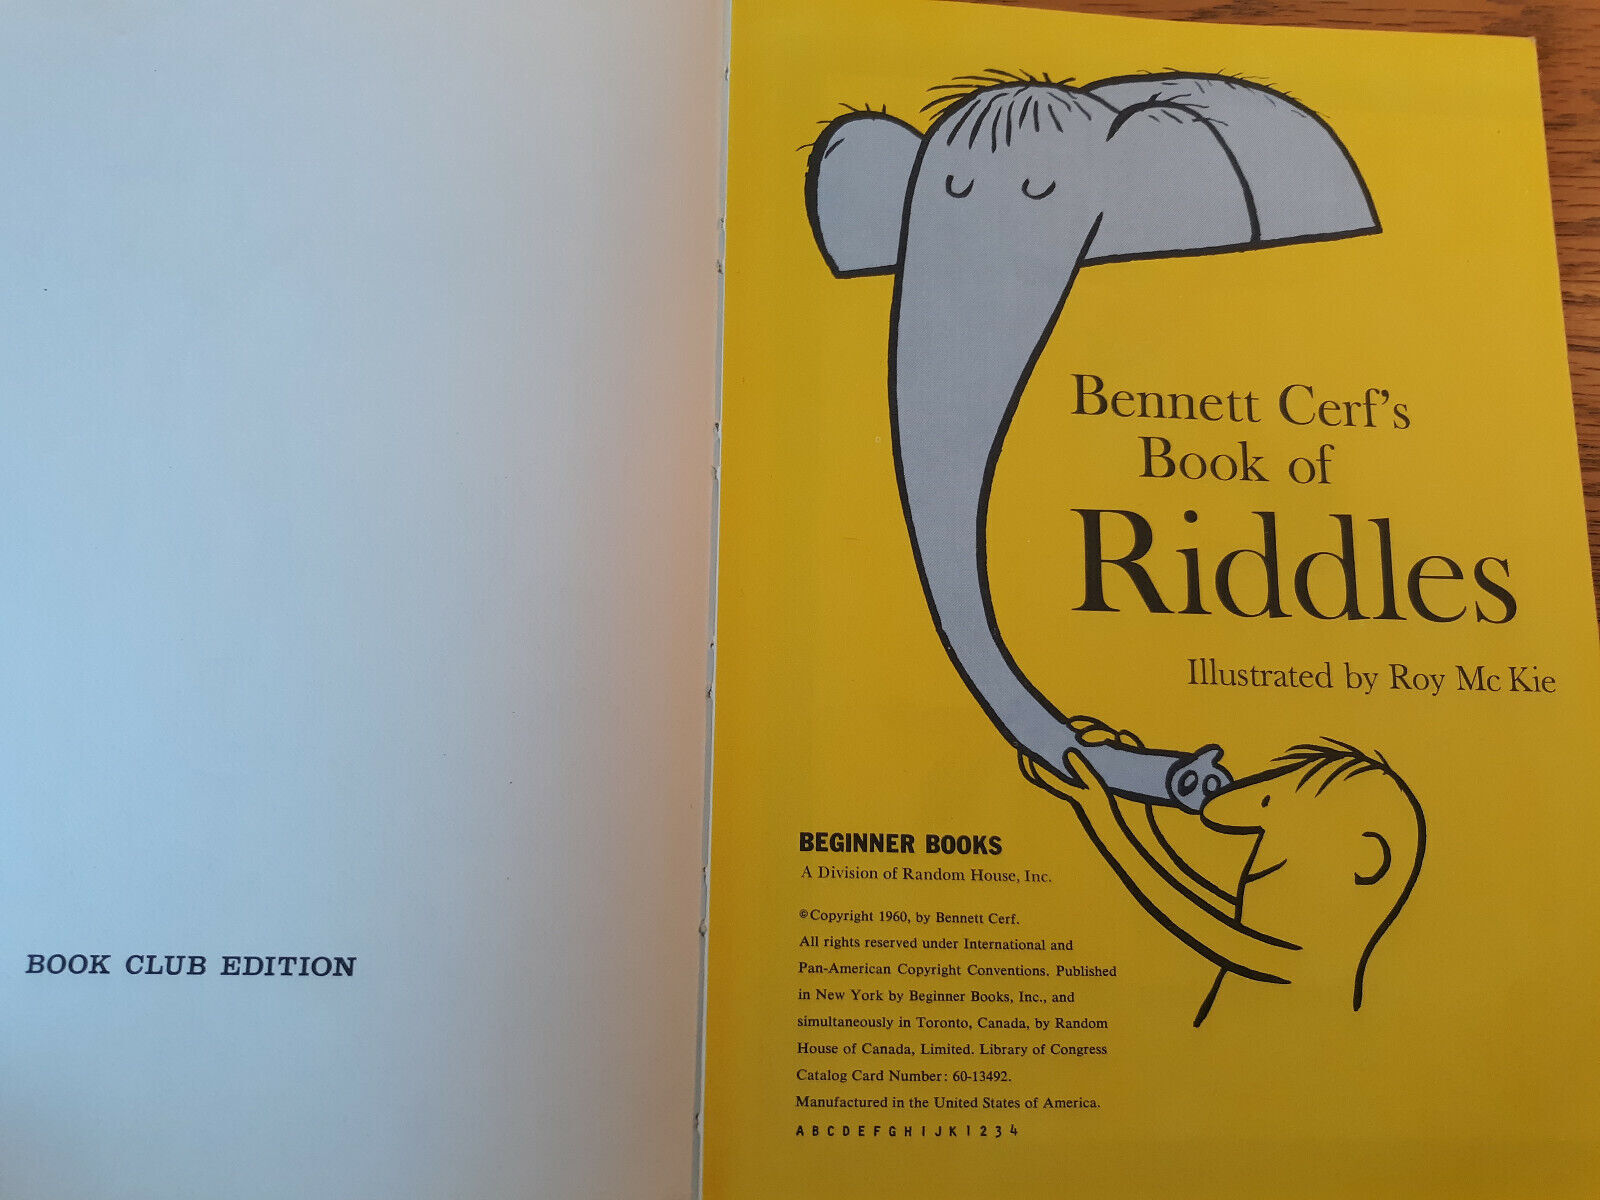 BOOK CLUB EDITION
Bennett Cerf's
Book of
Riddles
Illustrated by Roy Mc Kie
BEGINNER BOOKS
A Division of Random House, Inc.
©Copyright 1960, by Bennett Cerf.
All rights reserved under International and
Pan-American Copyright Conventions. Published
in New York by Beginner Books, Inc., and
simultaneously in Toronto, Canada, by Random
House of Canada, Limited. Library of Congress
Catalog Card Number: 60-13492.
Manufactured in the United States of America.
A B C D E F G H I J K 1 2 3 4